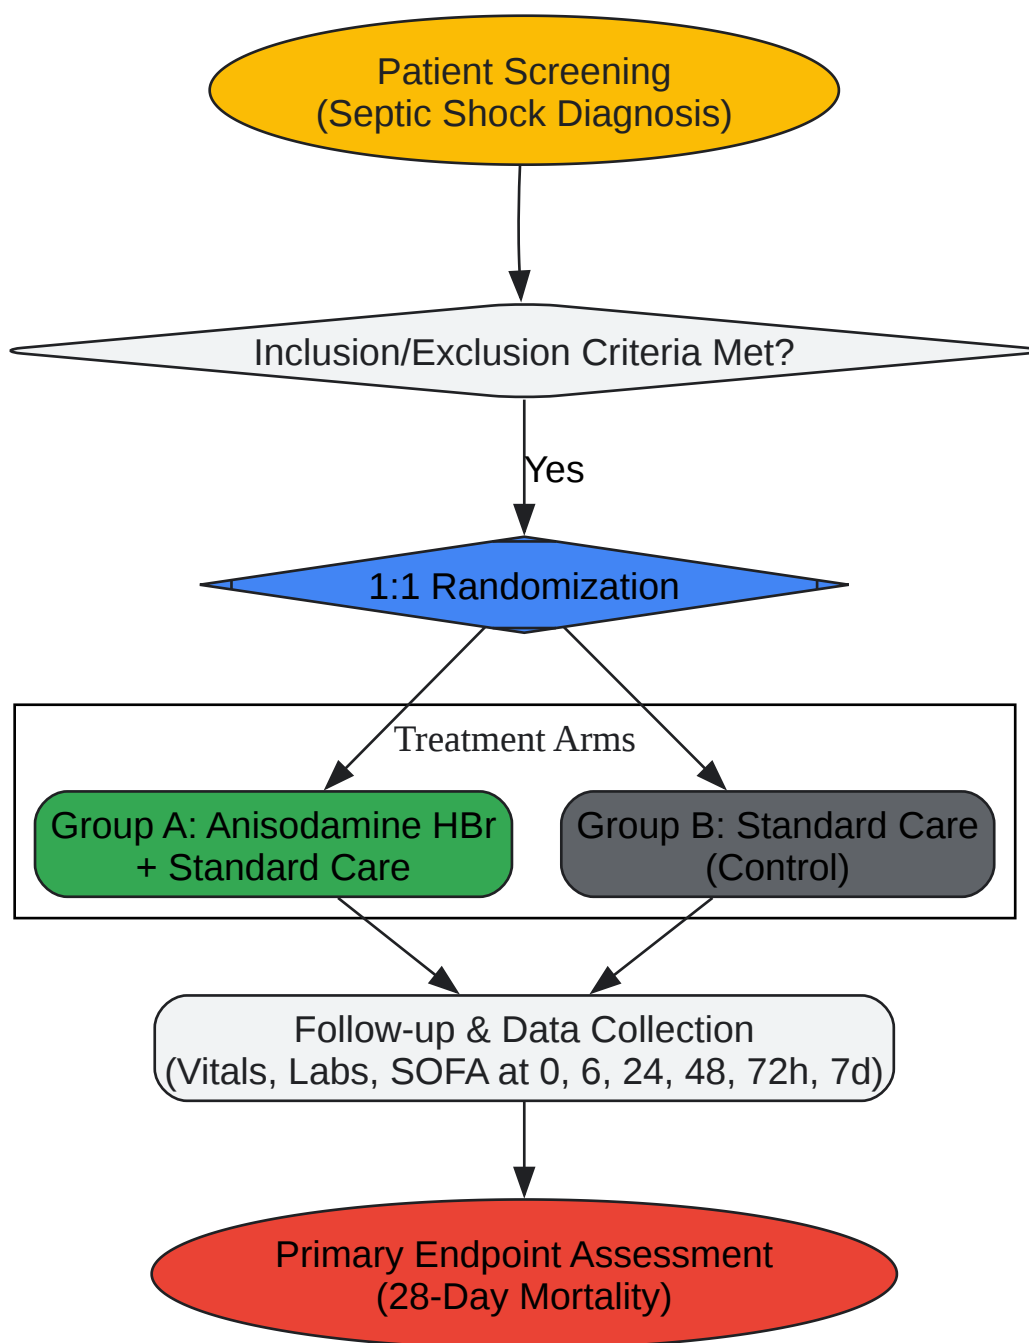 Patient Screening
(Septic Shock Diagnosis)
Inclusion/Exclusion Criteria Met?
Yes
1:1 Randomization
Treatment Arms
Group A: Anisodamine HBr
+ Standard Care
Group B: Standard Care
(Control)
Follow-up & Data Collection
(Vitals, Labs, SOFA at 0, 6, 24, 48, 72h, 7d)
Primary Endpoint Assessment
(28-Day Mortality)